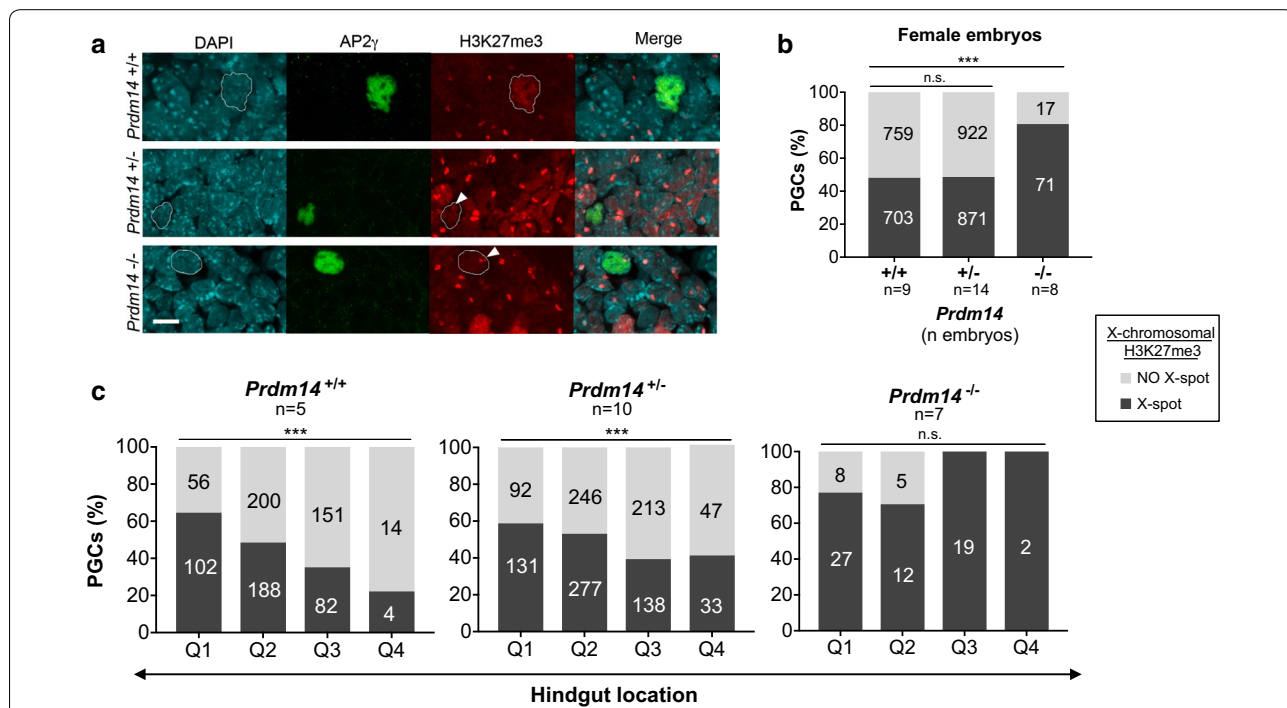 a
DAPI AP2γ H3K27me3 Merge
Prdm14 +/+
Prdm14 +/-
Prdm14 -/-
b
Female embryos
***
n.s.
PGCs (%)
100
80
60
40
20
0
759 922 17
703 871 71
+/+ +/- -/-
n=9 n=14 n=8
Prdm14
(n embryos)
X-chromosomal
H3K27me3
NO X-spot
X-spot
c
Prdm14 +/+
n=5
***
PGCs (%)
100
80
60
40
20
0
56 200 151 14
102 188 82 4
Q1 Q2 Q3 Q4
Prdm14 +/-
n=10
***
100
80
60
40
20
0
92 246 213 47
131 277 138 33
Q1 Q2 Q3 Q4
Prdm14 -/-
n=7
n.s.
100
80
60
40
20
0
8 5
27 12 19 2
Q1 Q2 Q3 Q4
Hindgut location